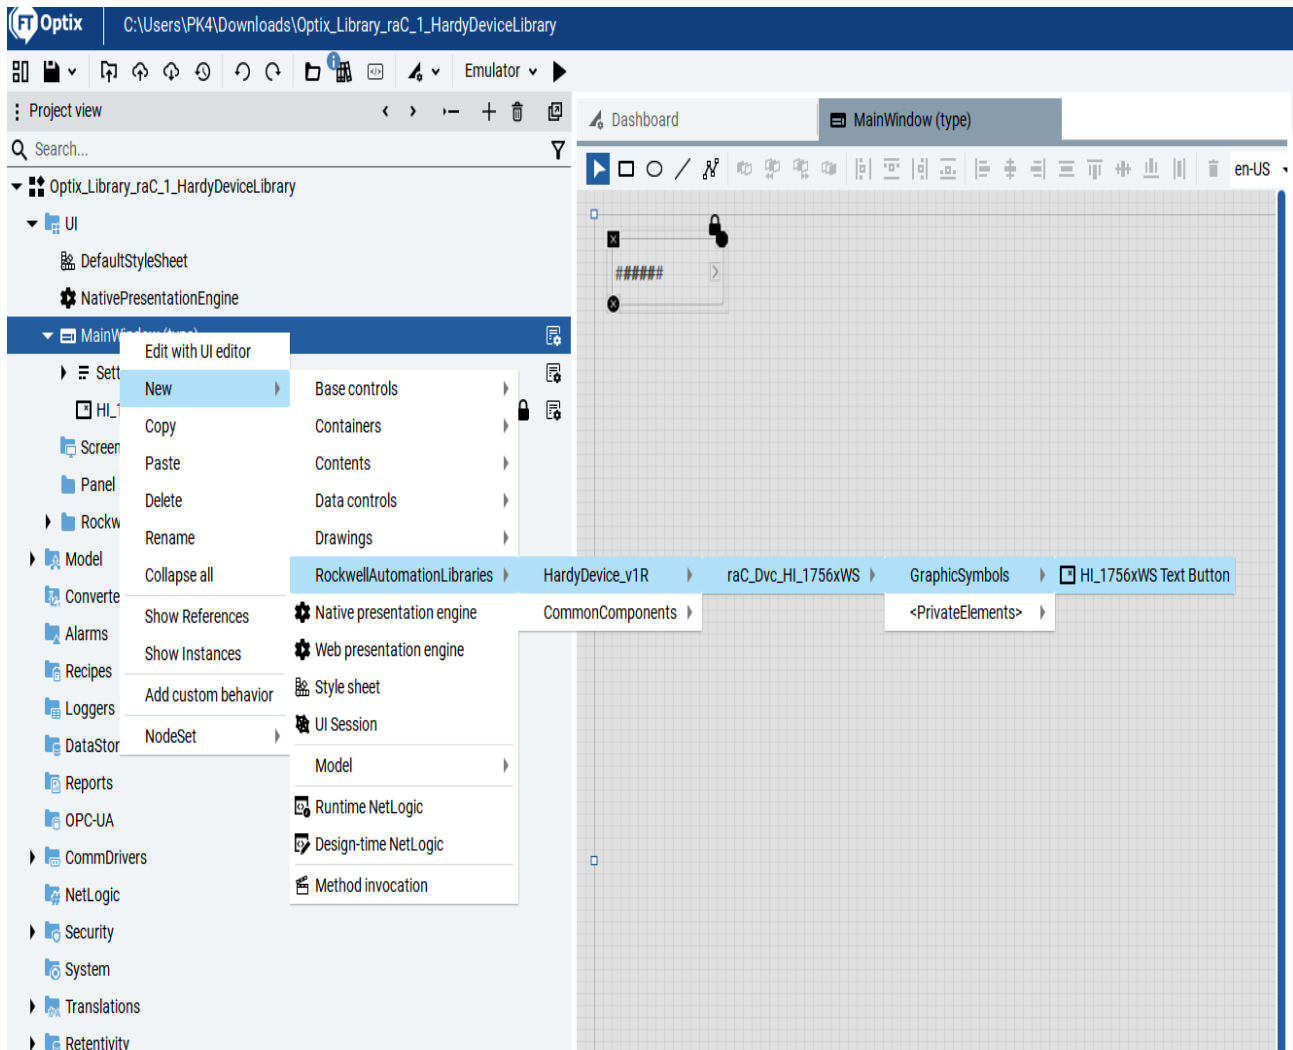 FT Optix C:\Users\PK4\Downloads\Optix_Library_raC_1_HardyDeviceLibrary
Emulator
Project view
Search...
Dashboard
MainWindow (type)
en-US
Optix_Library_raC_1_HardyDeviceLibrary
UI
DefaultStyleSheet
NativePresentationEngine
MainWindow (type)
Sett
HI_1
Screen
Panel
Rockw
Model
Converte
Alarms
Recipes
Loggers
DataStor
Reports
OPC-UA
CommDrivers
NetLogic
Security
System
Translations
Retentivity
Edit with UI editor
New
Copy
Paste
Delete
Rename
Collapse all
Show References
Show Instances
Add custom behavior
NodeSet
Base controls
Containers
Contents
Data controls
Drawings
RockwellAutomationLibraries
Native presentation engine
Web presentation engine
Style sheet
UI Session
Model
Runtime NetLogic
Design-time NetLogic
Method invocation
HardyDevice_v1R
CommonComponents
raC_Dvc_HI_1756xWS
GraphicSymbols
<PrivateElements>
HI_1756xWS Text Button
######